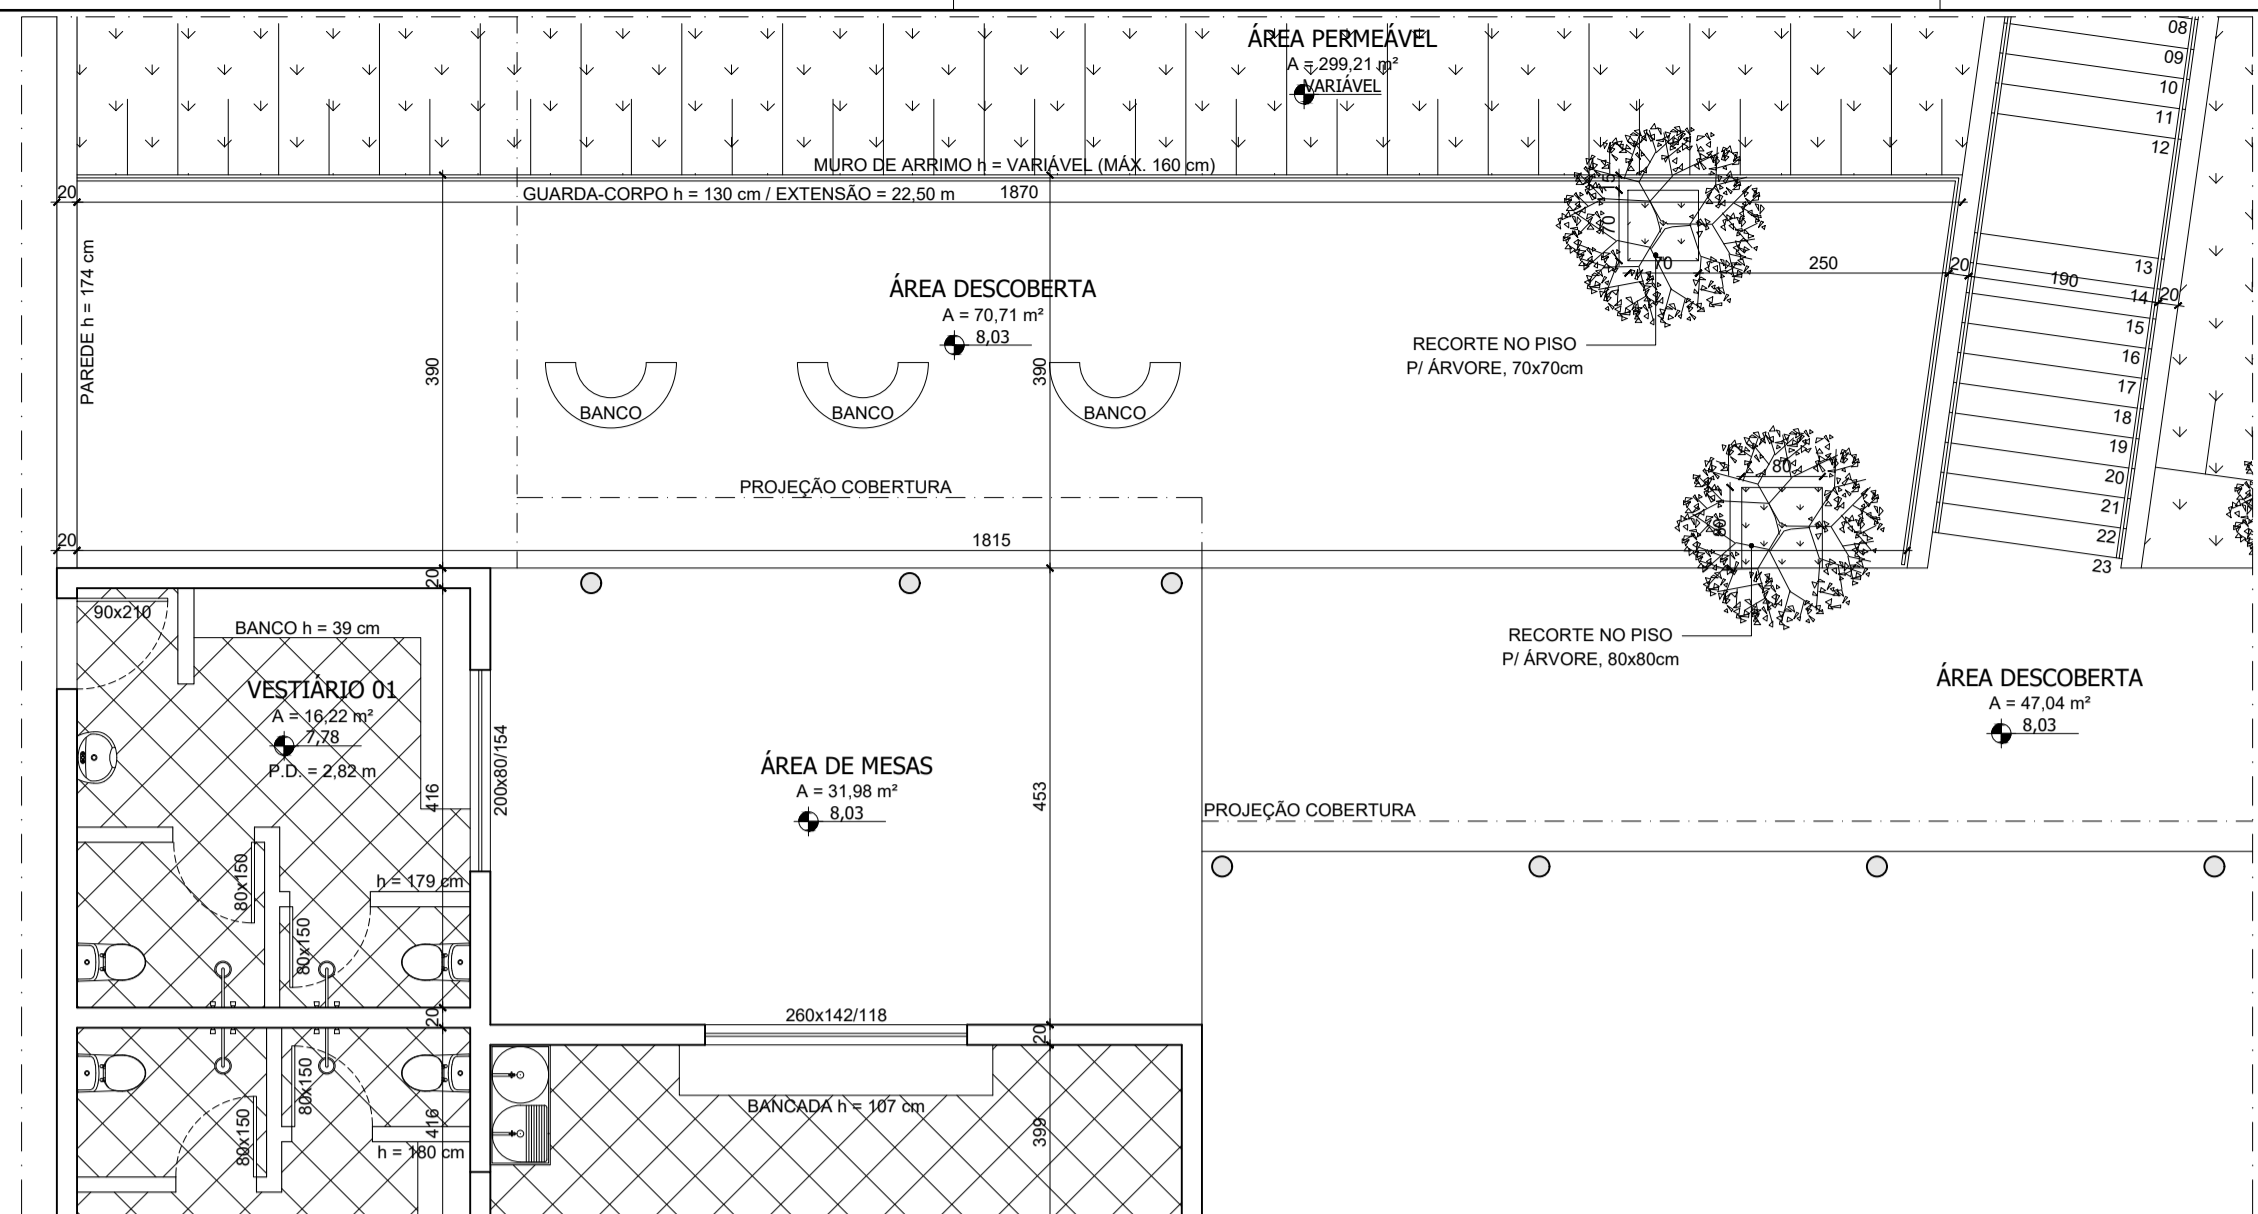 ÁREA PERMEÁVEL
A = 299,21 m²
VARIÁVEL
08
09
10
11
12
13
14
15
16
17
18
19
20
21
22
23
MURO DE ARRIMO h = VARIÁVEL (MÁX. 160 cm)
GUARDA-CORPO h = 130 cm / EXTENSÃO = 22,50 m
1870
20
PAREDE h = 174 cm
390
ÁREA DESCOBERTA
A = 70,71 m²
8,03
390
15
70
70
250
20
190
20
RECORTE NO PISO
P/ ÁRVORE, 70x70cm
BANCO
BANCO
BANCO
PROJEÇÃO COBERTURA
1815
20
80
80
RECORTE NO PISO
P/ ÁRVORE, 80x80cm
ÁREA DESCOBERTA
A = 47,04 m²
8,03
20
90x210
BANCO h = 39 cm
VESTIÁRIO 01
A = 16,22 m²
7,78
P.D. = 2,82 m
416
200x80/154
ÁREA DE MESAS
A = 31,98 m²
8,03
453
PROJEÇÃO COBERTURA
80x150
h = 179 cm
80x150
20
260x142/118
20
80x150
80x150
416
h = 180 cm
BANCADA h = 107 cm
399